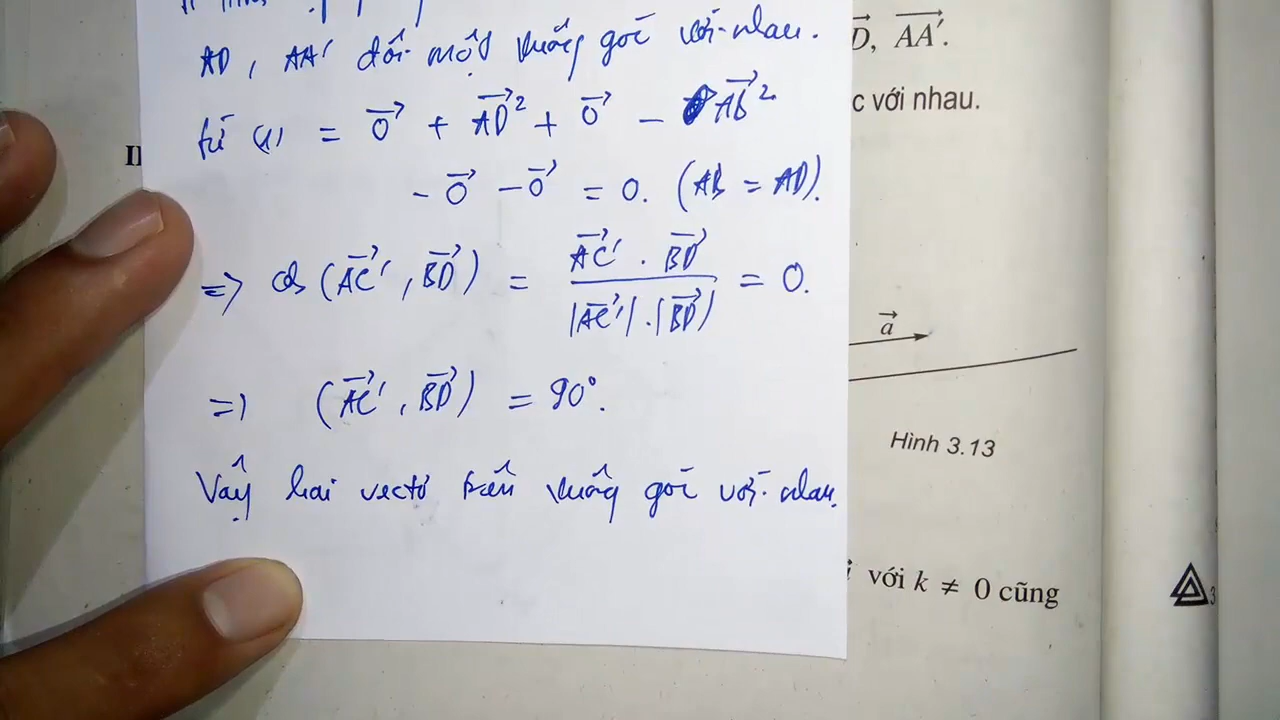 AD, AA' đôi một vuông góc với nhau.
từ (1) = 0⃗ + AD⃗² + 0⃗ - AB⃗²
- 0⃗ - 0⃗ = 0. (AB = AD).
=> cos (AC'⃗, BD⃗) = AC'⃗ . BD⃗ / |AC'⃗| . |BD⃗| = 0.
=> (AC'⃗, BD⃗) = 90°.
Vậy hai vectơ trên vuông góc với nhau.
D⃗, AA'⃗.
c với nhau.
II
a⃗
Hình 3.13
với k ≠ 0 cũng
3